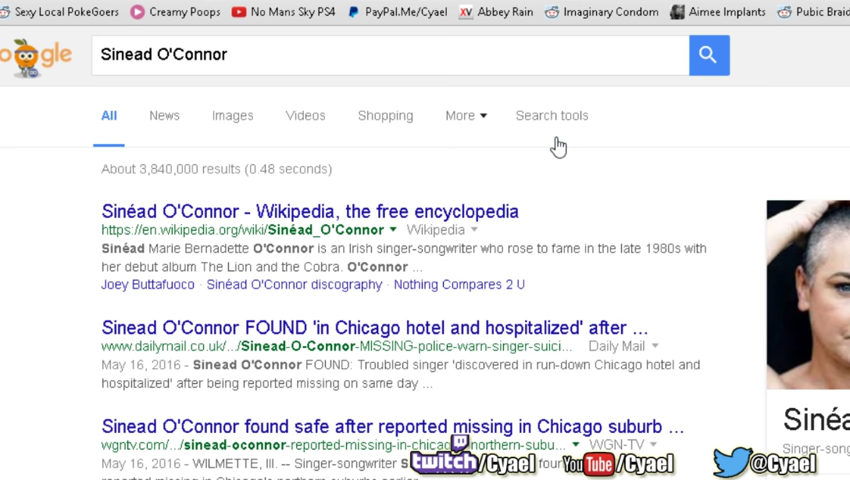 Sexy Local PokeGoers Creamy Poops No Mans Sky PS4 PayPal.Me/Cyael Abbey Rain Imaginary Condom Aimee Implants Pubic Braid
ogle Sinead O'Connor
All News Images Videos Shopping More Search tools
About 3,840,000 results (0.48 seconds)
Sinéad O'Connor - Wikipedia, the free encyclopedia
https://en.wikipedia.org/wiki/Sinéad_O'Connor Wikipedia
Sinéad Marie Bernadette O'Connor is an Irish singer-songwriter who rose to fame in the late 1980s with
her debut album The Lion and the Cobra. O'Connor ...
Joey Buttafuoco · Sinéad O'Connor discography · Nothing Compares 2 U
Sinead O'Connor FOUND 'in Chicago hotel and hospitalized' after ...
www.dailymail.co.uk/.../Sinead-O-Connor-MISSING-police-warn-singer-suici... Daily Mail
May 16, 2016 - Sinead O'Connor FOUND: Troubled singer 'discovered in run-down Chicago hotel and
hospitalized' after being reported missing on same day ...
Sinead O'Connor found safe after reported missing in Chicago suburb ...
wgntv.com/.../sinead-oconnor-reported-missing-in-chicago-northern-subu... WGN-TV
May 16, 2016 - WILMETTE, Ill. -- Singer-songwriter
twitch/Cyael YouTube/Cyael @Cyael
Sinéa
Singer-song